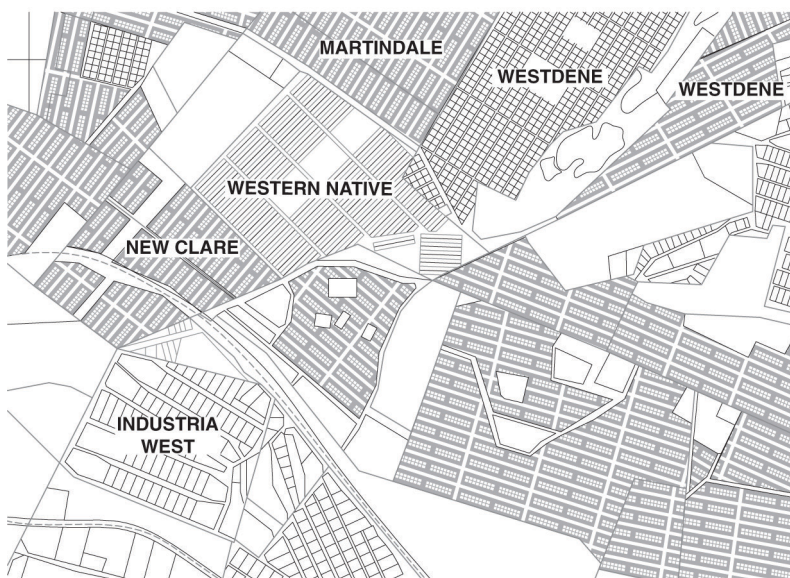 MARTINDALE
WESTDENE
WESTDENE
WESTERN NATIVE
NEW CLARE
INDUSTRIA
WEST